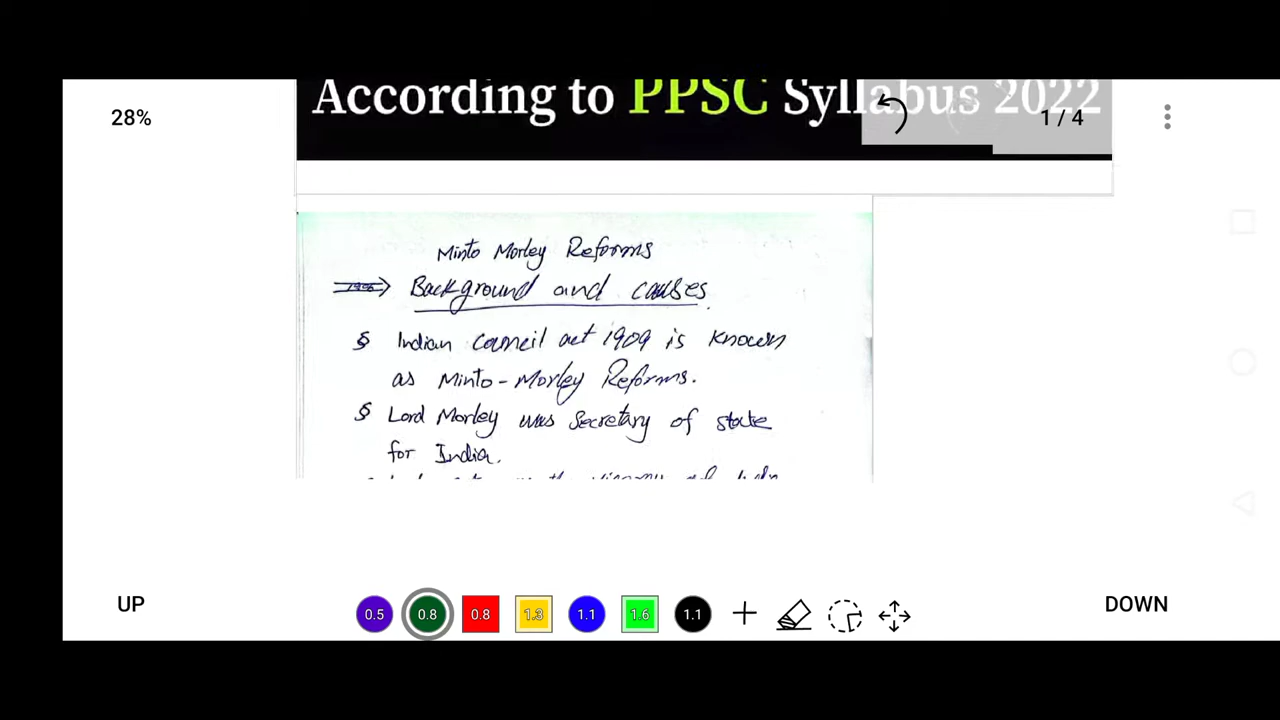 According to PPSC Syllabus 2022
28%
1 / 4
Minto Morley Reforms
Background and causes
§ Indian Council act 1909 is known
as Minto-Morley Reforms.
§ Lord Morley was Secretary of state
for India.
UP
0.5 0.8 0.8 1.3 1.1 1.6 1.1
DOWN